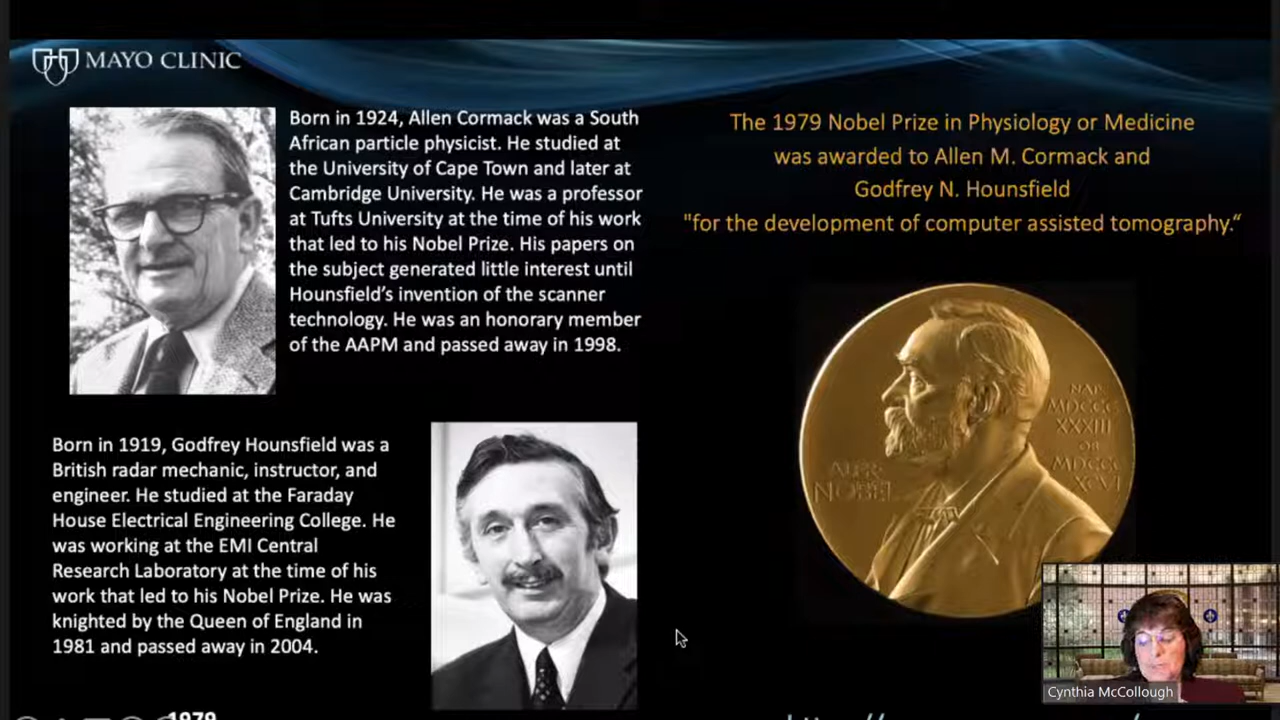 MAYO CLINIC
Born in 1924, Allen Cormack was a South
African particle physicist. He studied at
the University of Cape Town and later at
Cambridge University. He was a professor
at Tufts University at the time of his work
that led to his Nobel Prize. His papers on
the subject generated little interest until
Hounsfield’s invention of the scanner
technology. He was an honorary member
of the AAPM and passed away in 1998.
Born in 1919, Godfrey Hounsfield was a
British radar mechanic, instructor, and
engineer. He studied at the Faraday
House Electrical Engineering College. He
was working at the EMI Central
Research Laboratory at the time of his
work that led to his Nobel Prize. He was
knighted by the Queen of England in
1981 and passed away in 2004.
The 1979 Nobel Prize in Physiology or Medicine
was awarded to Allen M. Cormack and
Godfrey N. Hounsfield
"for the development of computer assisted tomography.“
ALFR·
NOBEL
NAT·
MDCCC
XXXIII
OB·
MDCCC
XCVI
Cynthia McCollough
1979